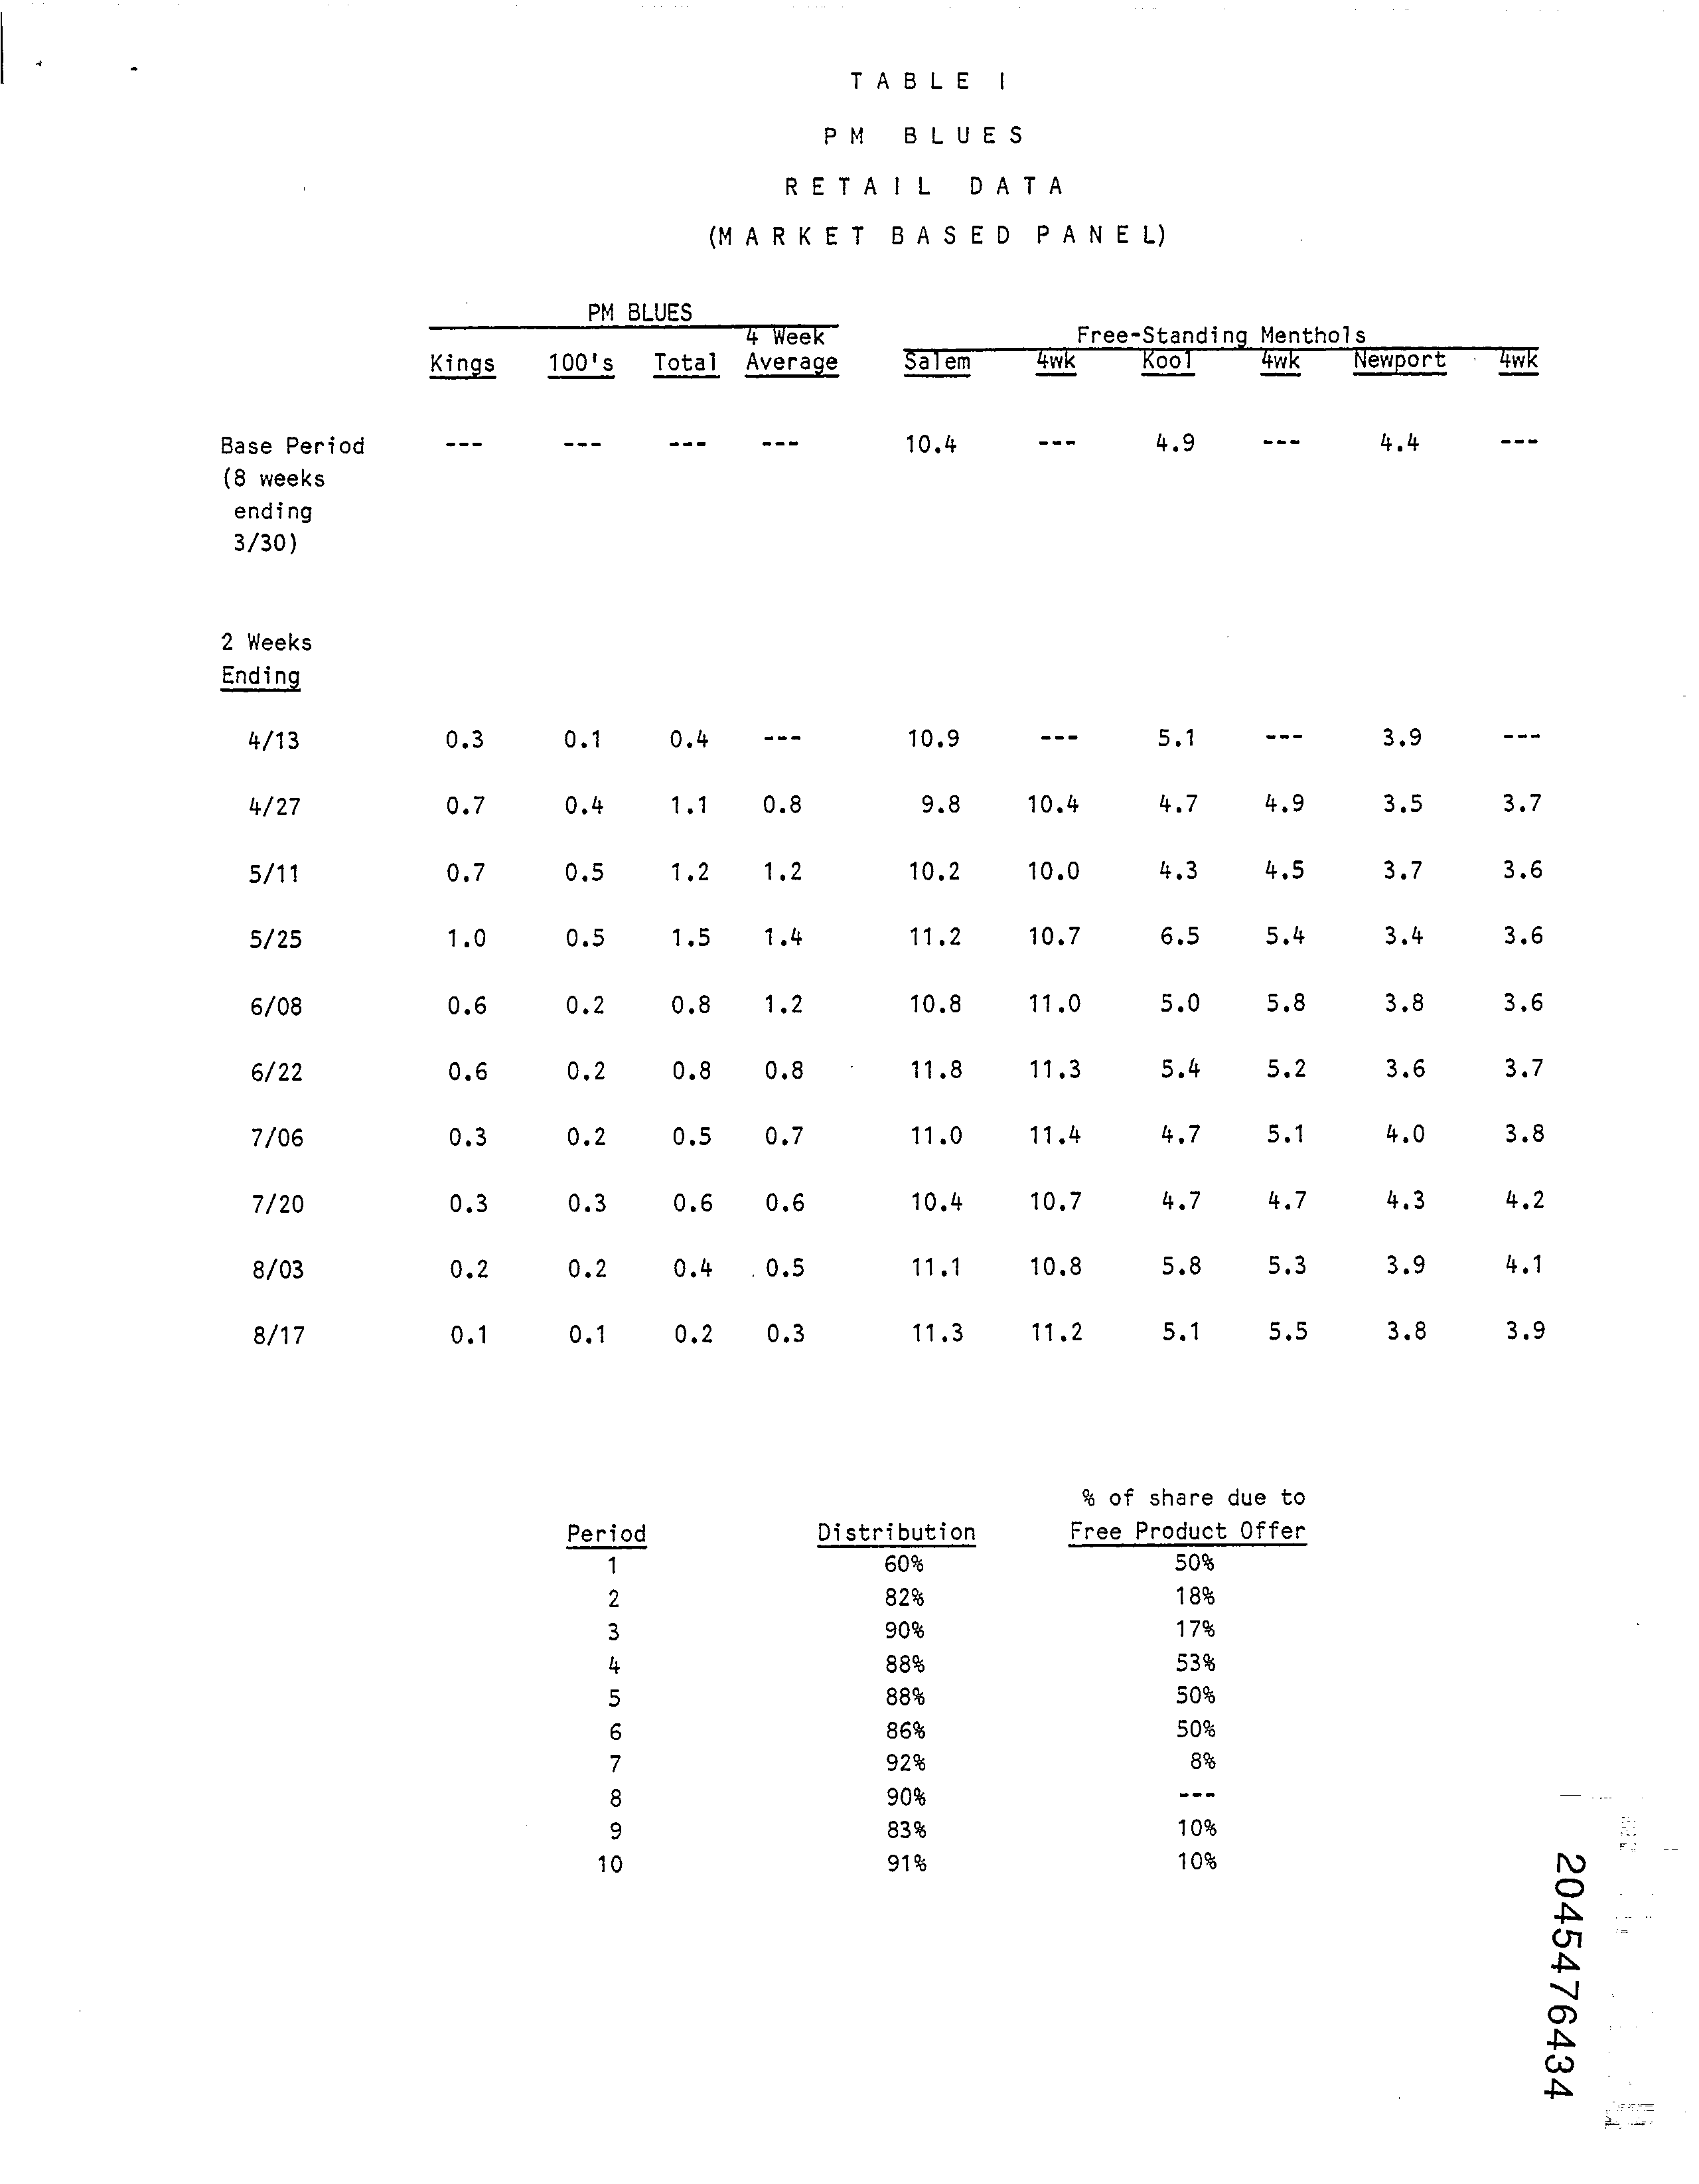 TABLE I
PM BLUES
RETAIL DATA
(MARKET BASED PANEL)
PM BLUES
4 Week Free-Standing Menthols
Kings 100's Total Average Salem 4wk Kool 4wk Newport 4wk
Base Period --- --- --- --- 10.4 --- 4.9 --- 4.4 ---
(8 weeks
ending
3/30)
2 Weeks
Ending
4/13 0.3 0.1 0.4 --- 10.9 --- 5.1 --- 3.9 ---
4/27 0.7 0.4 1.1 0.8 9.8 10.4 4.7 4.9 3.5 3.7
5/11 0.7 0.5 1.2 1.2 10.2 10.0 4.3 4.5 3.7 3.6
5/25 1.0 0.5 1.5 1.4 11.2 10.7 6.5 5.4 3.4 3.6
6/08 0.6 0.2 0.8 1.2 10.8 11.0 5.0 5.8 3.8 3.6
6/22 0.6 0.2 0.8 0.8 11.8 11.3 5.4 5.2 3.6 3.7
7/06 0.3 0.2 0.5 0.7 11.0 11.4 4.7 5.1 4.0 3.8
7/20 0.3 0.3 0.6 0.6 10.4 10.7 4.7 4.7 4.3 4.2
8/03 0.2 0.2 0.4 0.5 11.1 10.8 5.8 5.3 3.9 4.1
8/17 0.1 0.1 0.2 0.3 11.3 11.2 5.1 5.5 3.8 3.9
% of share due to
Period Distribution Free Product Offer
1 60% 50%
2 82% 18%
3 90% 17%
4 88% 53%
5 88% 50%
6 86% 50%
7 92% 8%
8 90% ---
9 83% 10%
10 91% 10%
2045476434